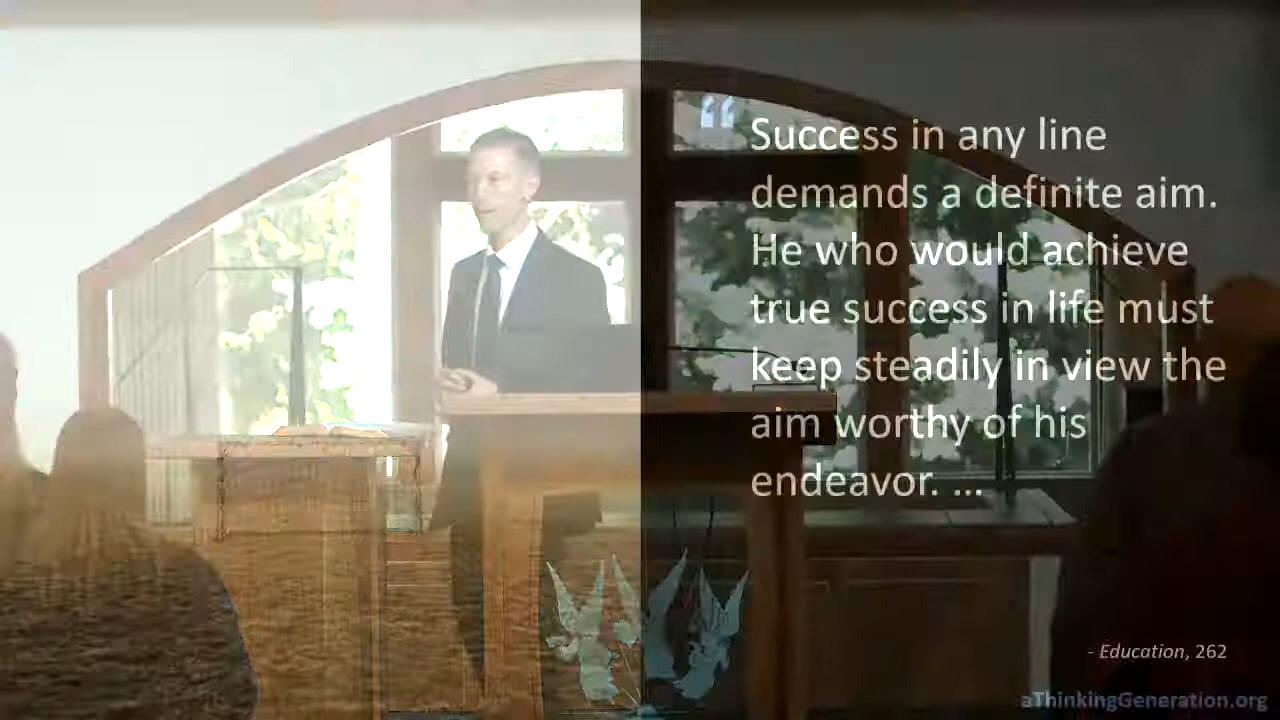 “ Success in any line
demands a definite aim.
He who would achieve
true success in life must
keep steadily in view the
aim worthy of his
endeavor. ...
- Education, 262
aThinkingGeneration.org